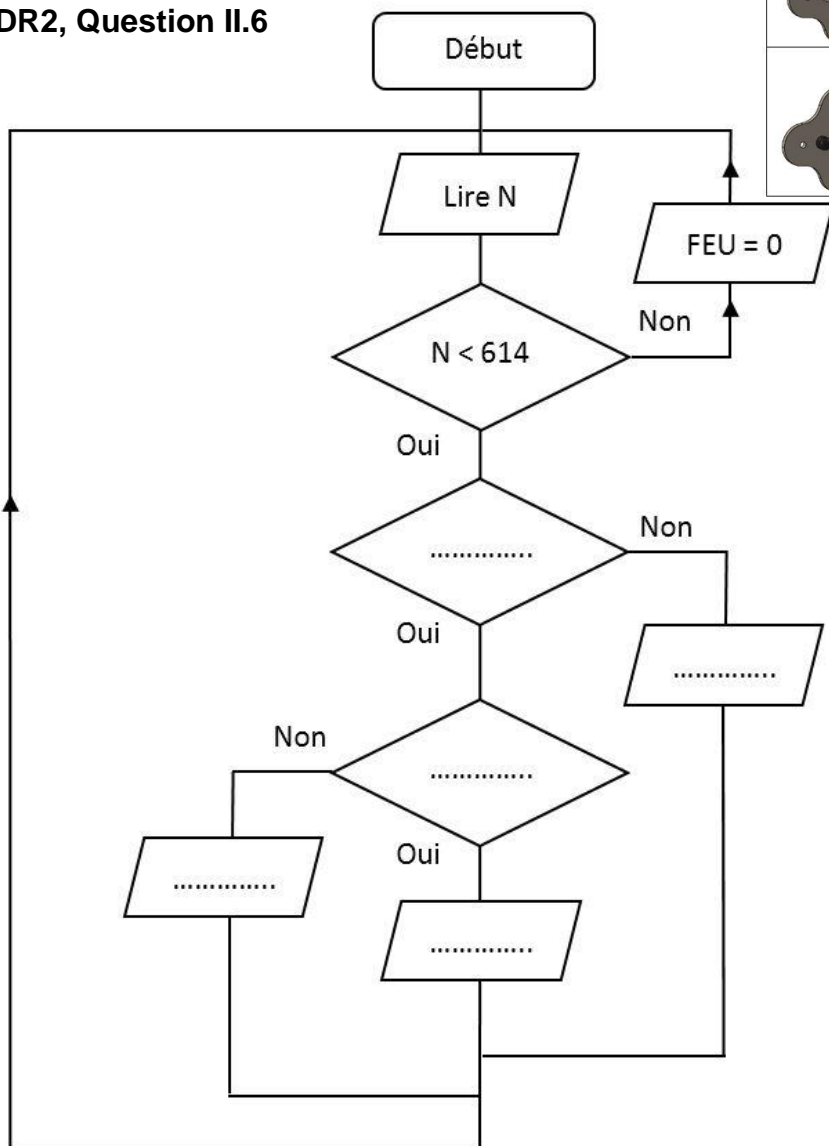 DR2, Question II.6
Début
Lire N
FEU = 0
N < 614
Non
Oui
…………..
Non
Oui
…………..
Non
…………..
Oui
…………..
…………..